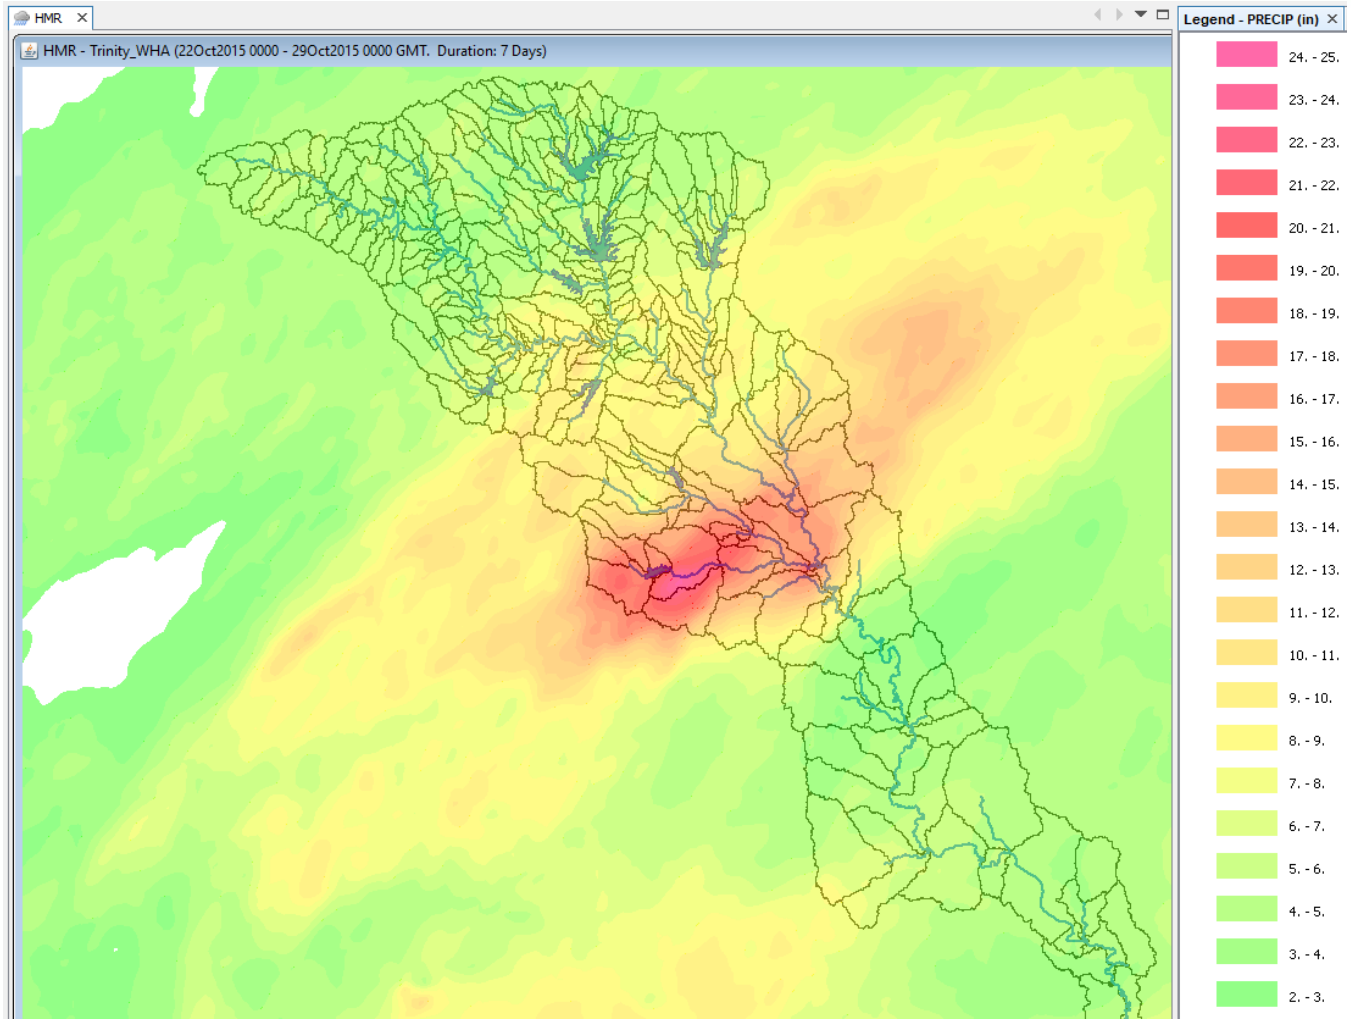 HMR
Legend - PRECIP (in)
HMR - Trinity_WHA (22Oct2015 0000 - 29Oct2015 0000 GMT. Duration: 7 Days)
24. - 25.
23. - 24.
22. - 23.
21. - 22.
20. - 21.
19. - 20.
18. - 19.
17. - 18.
16. - 17.
15. - 16.
14. - 15.
13. - 14.
12. - 13.
11. - 12.
10. - 11.
9. - 10.
8. - 9.
7. - 8.
6. - 7.
5. - 6.
4. - 5.
3. - 4.
2. - 3.